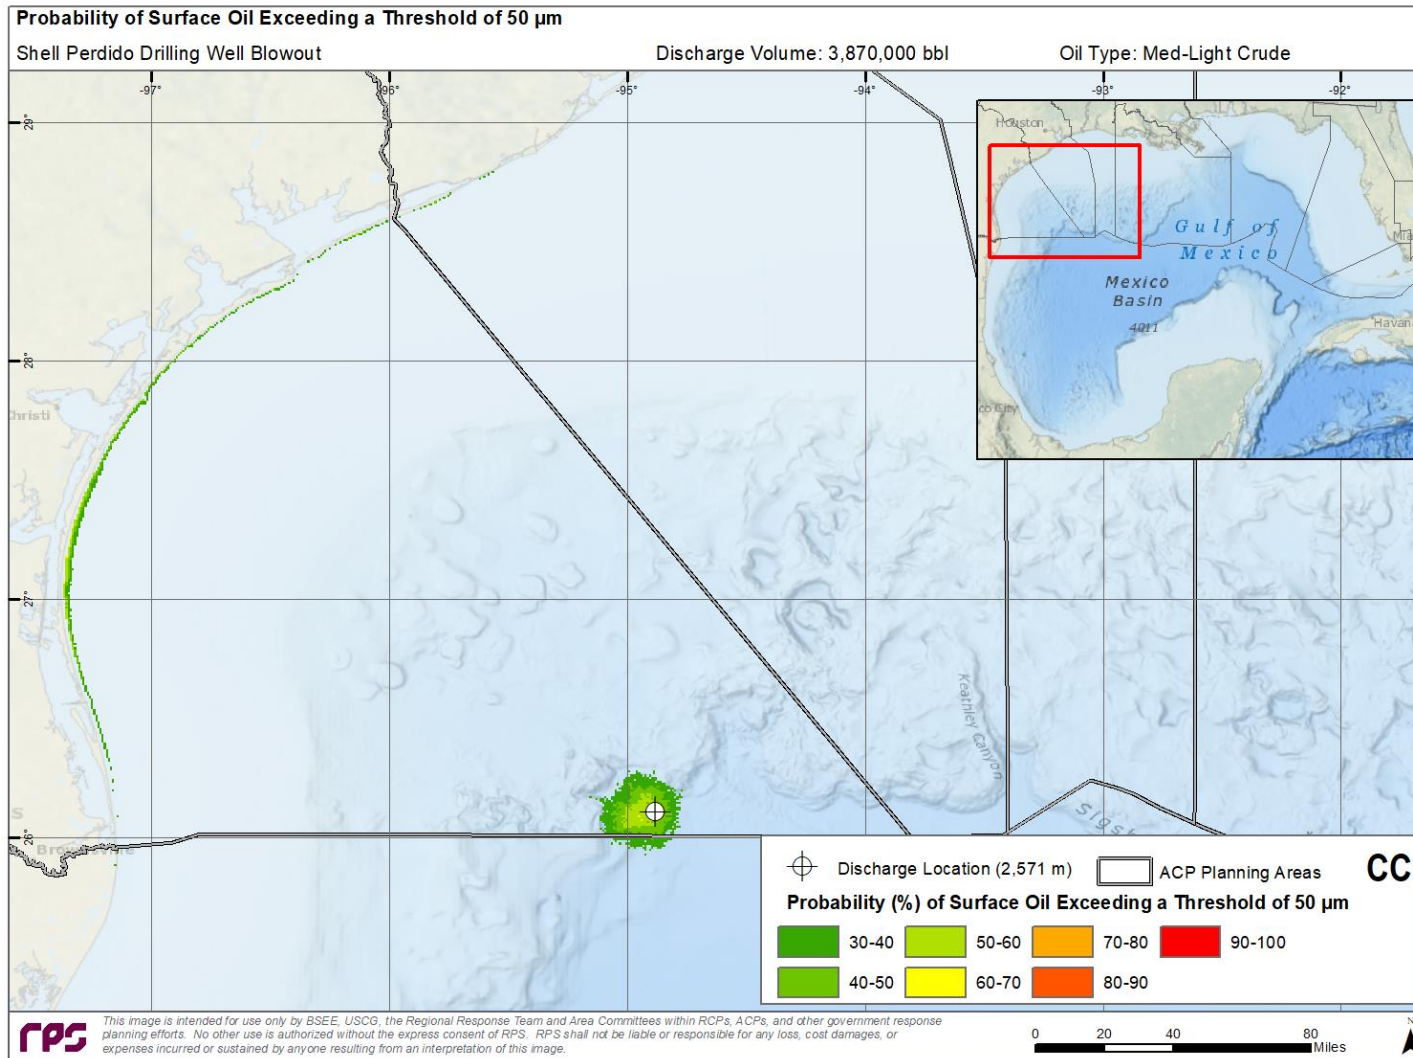 Probability of Surface Oil Exceeding a Threshold of 50 µm
Shell Perdido Drilling Well Blowout
Discharge Volume: 3,870,000 bbl
Oil Type: Med-Light Crude
-97°
-96°
-95°
-94°
-93°
-92°
29°
28°
27°
26°
Houston
Gulf of
Mexico
Mexico
Basin
4011
Havana
co City
Christi
Keathley
Canyon
Discharge Location (2,571 m)
ACP Planning Areas
CC
Probability (%) of Surface Oil Exceeding a Threshold of 50 µm
30-40
50-60
70-80
90-100
40-50
60-70
80-90
rps
This image is intended for use only by BSEE, USCG, the Regional Response Team and Area Committees within RCPs, ACPs, and other government response
planning efforts. No other use is authorized without the express consent of RPS. RPS shall not be liable or responsible for any loss, cost damages, or
expenses incurred or sustained by anyone resulting from an interpretation of this image.
0
20
40
80
Miles